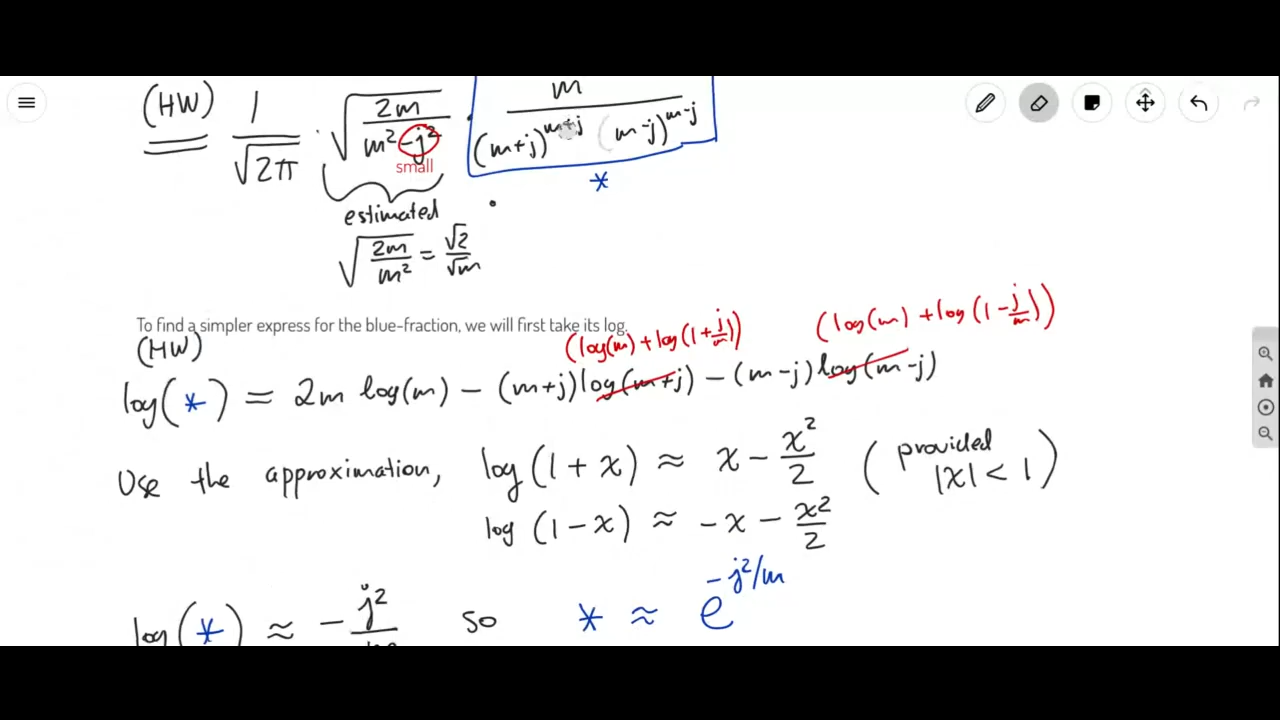 (HW) = 1/√2π · √(2m/(m² - j²)) · m/((m+j)^(m+j) (m-j)^(m-j))
small
*
estimated
√(2m/m²) = √2/√m
To find a simpler express for the blue-fraction, we will first take its log.
(HW)
(log(m) + log(1 + j/m)) (log(m) + log(1 - j/m))
log(*) = 2m log(m) - (m+j) log(m+j) - (m-j) log(m-j)
Use the approximation, log(1 + x) ≈ x - x²/2 (provided |x| < 1)
log(1 - x) ≈ -x - x²/2
log(*) ≈ - j²/ so * ≈ e^(-j²/m)